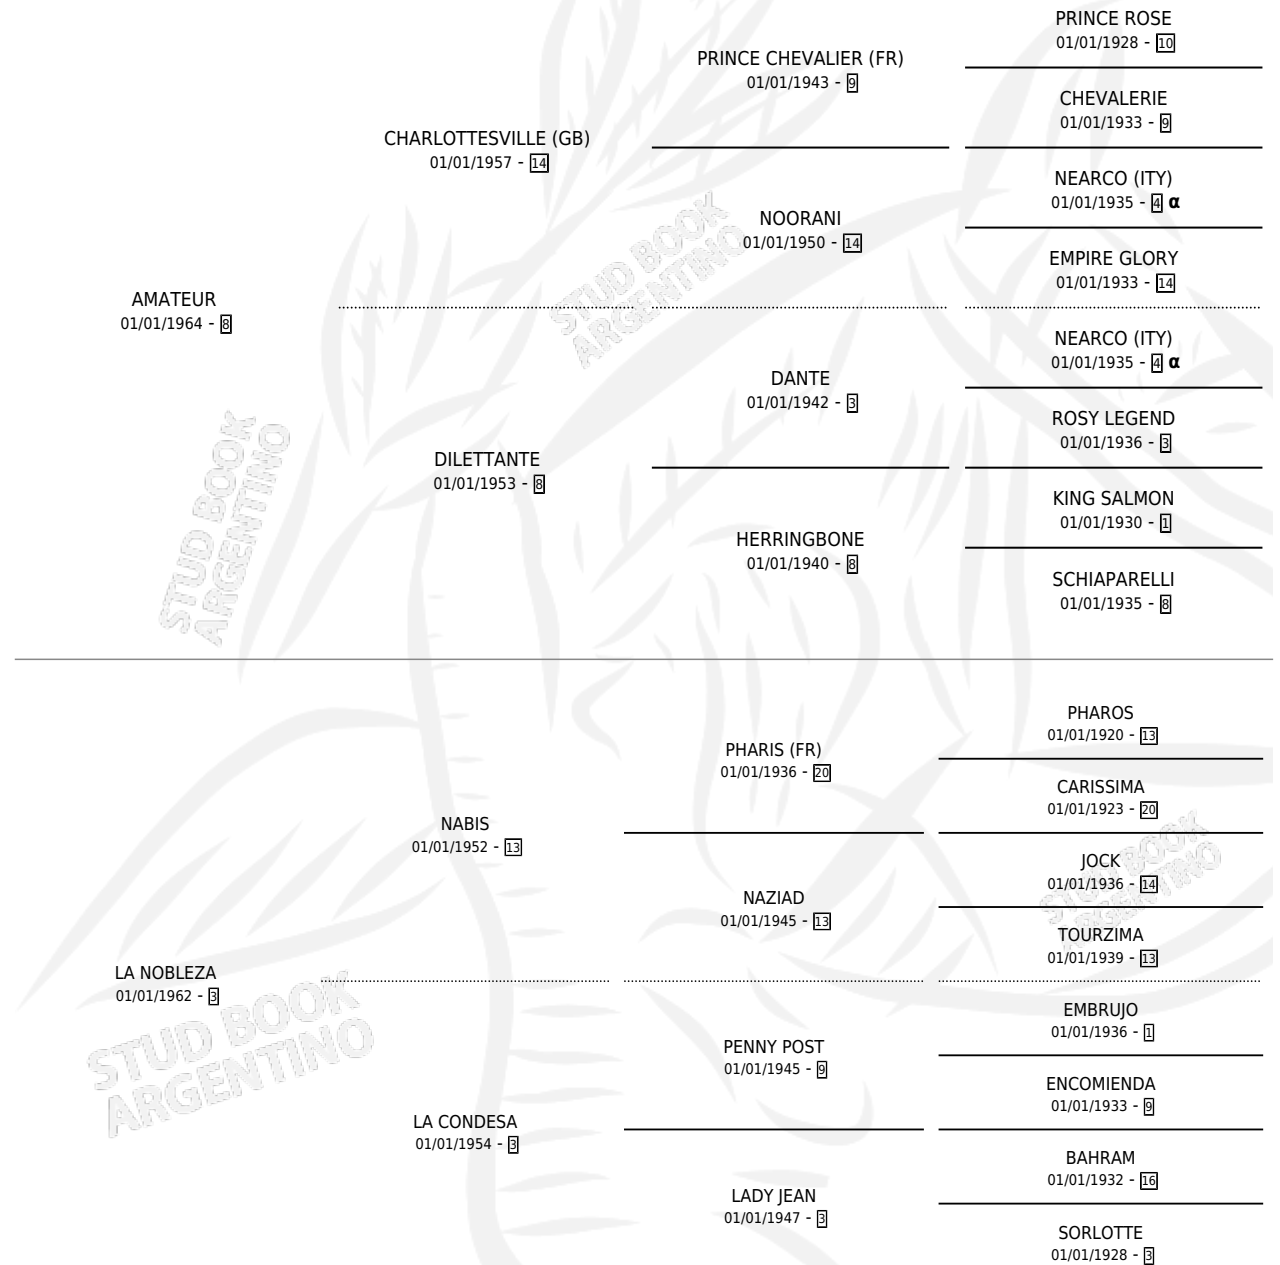 PRINCE ROSE
01/01/1928 - 10
PRINCE CHEVALIER (FR)
01/01/1943 - 9
CHEVALERIE
01/01/1933 - 9
CHARLOTTESVILLE (GB)
01/01/1957 - 14
NEARCO (ITY)
01/01/1935 - 4 α
NOORANI
01/01/1950 - 14
EMPIRE GLORY
01/01/1933 - 14
AMATEUR
01/01/1964 - 8
NEARCO (ITY)
01/01/1935 - 4 α
DANTE
01/01/1942 - 3
ROSY LEGEND
01/01/1936 - 3
DILETTANTE
01/01/1953 - 8
KING SALMON
01/01/1930 - 1
HERRINGBONE
01/01/1940 - 8
SCHIAPARELLI
01/01/1935 - 8
PHAROS
01/01/1920 - 13
PHARIS (FR)
01/01/1936 - 20
CARISSIMA
01/01/1923 - 20
NABIS
01/01/1952 - 13
JOCK
01/01/1936 - 14
NAZIAD
01/01/1945 - 13
TOURZIMA
01/01/1939 - 13
LA NOBLEZA
01/01/1962 - 3
EMBRUJO
01/01/1936 - 1
PENNY POST
01/01/1945 - 9
ENCOMIENDA
01/01/1933 - 9
LA CONDESA
01/01/1954 - 3
BAHRAM
01/01/1932 - 16
LADY JEAN
01/01/1947 - 3
SORLOTTE
01/01/1928 - 3
STUD BOOK
ARGENTINO
STUD BOOK
ARGENTINO
STUD BOOK
ARGENTINO
STUD BOOK
ARGENTINO